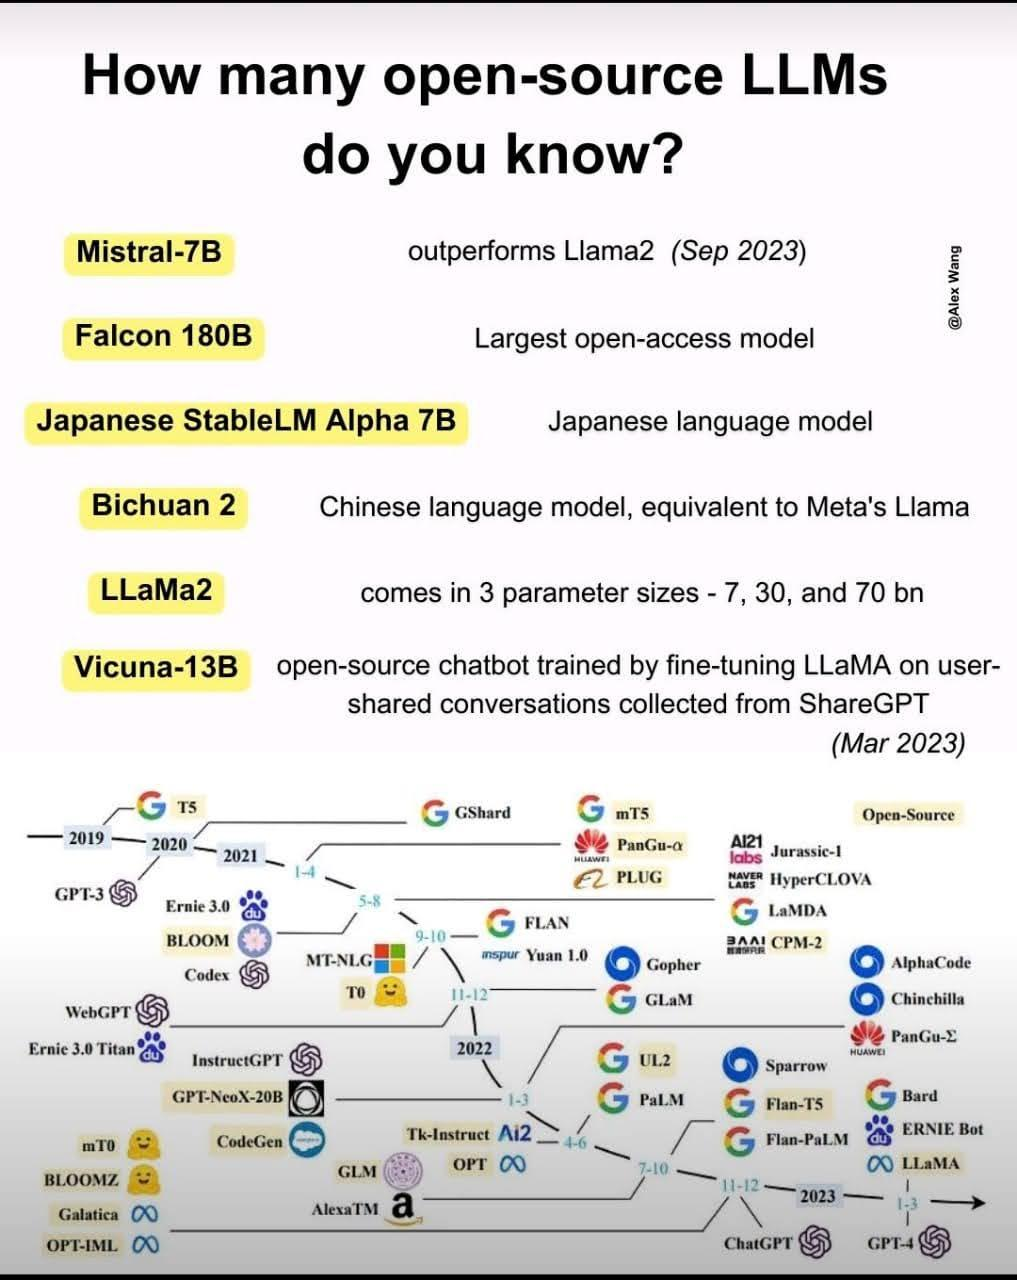 How many open-source LLMs
do you know?
Mistral-7B
outperforms Llama2 (Sep 2023)
@Alex Wang
Falcon 180B
Largest open-access model
Japanese StableLM Alpha 7B
Japanese language model
Bichuan 2
Chinese language model, equivalent to Meta's Llama
LLaMa2
comes in 3 parameter sizes - 7, 30, and 70 bn
Vicuna-13B
open-source chatbot trained by fine-tuning LLaMA on user-
shared conversations collected from ShareGPT
(Mar 2023)
T5
GShard
mT5
Open-Source
2019
2020
2021
PanGu-α
HUAWEI
PLUG
AI21
labs
Jurassic-1
1-4
GPT-3
Ernie 3.0
du
5-8
NAVER
LABS
HyperCLOVA
LaMDA
BLOOM
9-10
FLAN
CPM-2
Codex
MT-NLG
inspur
Yuan 1.0
Gopher
AlphaCode
T0
11-12
GLaM
Chinchilla
WebGPT
PanGu-Σ
HUAWEI
Ernie 3.0 Titan
du
InstructGPT
2022
UL2
Sparrow
GPT-NeoX-20B
1-3
PaLM
Flan-T5
Bard
mT0
CodeGen
Tk-Instruct
Ai2
4-6
Flan-PaLM
du
ERNIE Bot
BLOOMZ
GLM
OPT
7-10
LLaMA
Galatica
AlexaTM
a
11-12
2023
1-3
OPT-IML
ChatGPT
GPT-4